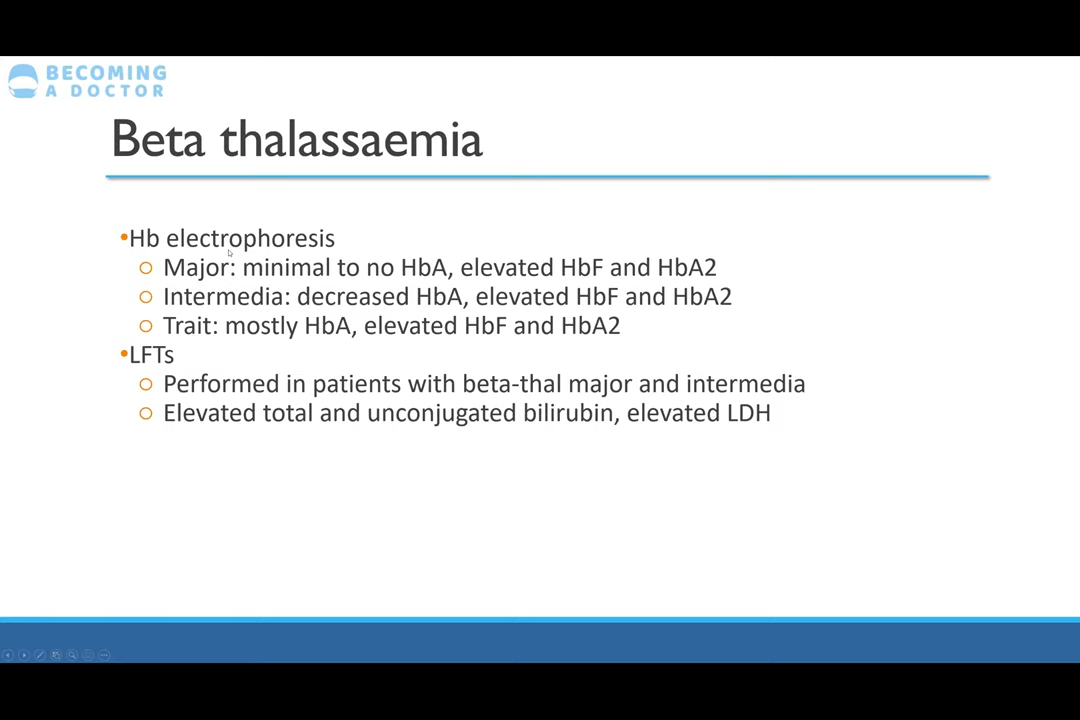 BECOMING
A DOCTOR
Beta thalassaemia
•Hb electrophoresis
○ Major: minimal to no HbA, elevated HbF and HbA2
○ Intermedia: decreased HbA, elevated HbF and HbA2
○ Trait: mostly HbA, elevated HbF and HbA2
•LFTs
○ Performed in patients with beta-thal major and intermedia
○ Elevated total and unconjugated bilirubin, elevated LDH